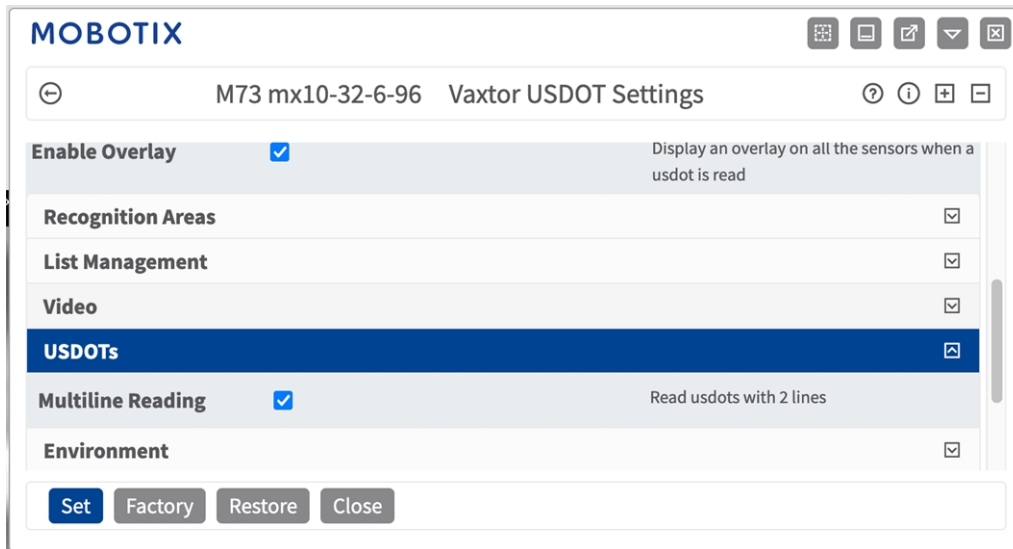 MOBOTIX
M73 mx10-32-6-96 Vaxtor USDOT Settings
Enable Overlay
Display an overlay on all the sensors when a
usdot is read
Recognition Areas
List Management
Video
USDOTs
Multiline Reading
Read usdots with 2 lines
Environment
Set Factory Restore Close